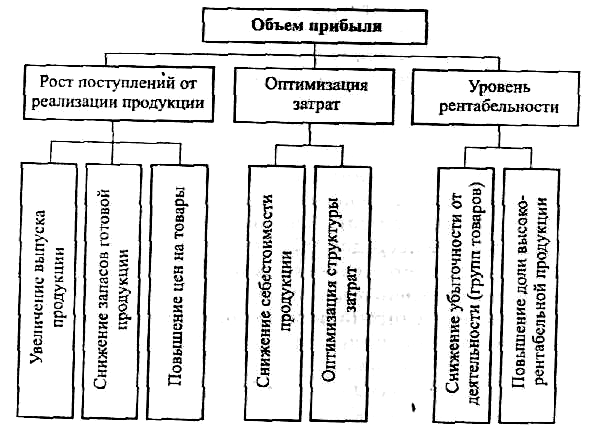 Объем прибыля
Рост поступлений от
реализации продукции
Оптимизация
затрат
Уровень
рентабельности
Увеличение выпуска
продукции
Снижение запасов готовой
продукции
Повышение цен на товары
Снижение себестоимости
продукции
Оптимизация структуры
затрат
Снижение убыточности от
деятельности (групп товаров)
Повышение доли высоко-
рентабельной продукции